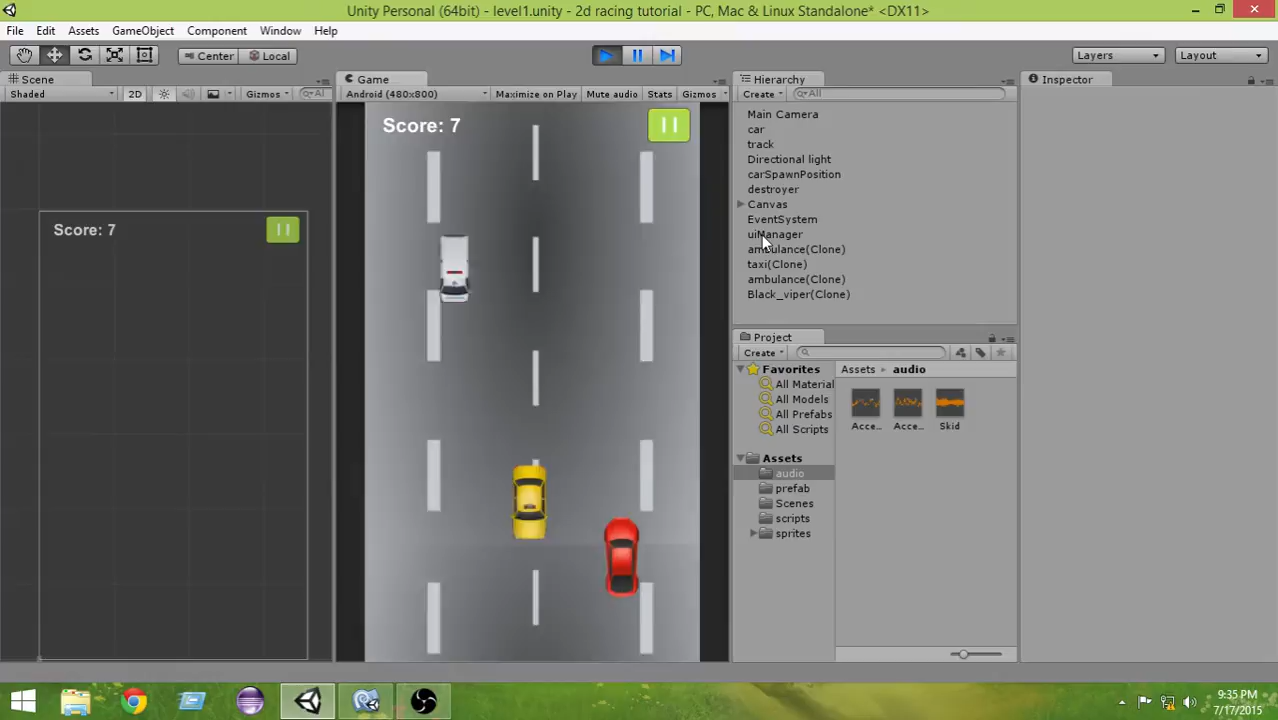 Unity Personal (64bit) - level1.unity - 2d racing tutorial - PC, Mac & Linux Standalone* <DX11>
File Edit Assets GameObject Component Window Help
Center Local Layers Layout
Scene Game Hierarchy Inspector
Shaded 2D Gizmos Al Android (480x800) Maximize on Play Mute audio Stats Gizmos Create All
Main Camera
car
track
Directional light
carSpawnPosition
destroyer
Canvas
EventSystem
uiManager
ambulance(Clone)
taxi(Clone)
ambulance(Clone)
Black_viper(Clone)
Score: 7
Score: 7
Project
Create
Favorites
All Material
All Models
All Prefabs
All Scripts
Assets
audio
prefab
Scenes
scripts
sprites
Assets audio
Acce... Acce... Skid
9:35 PM
7/17/2015